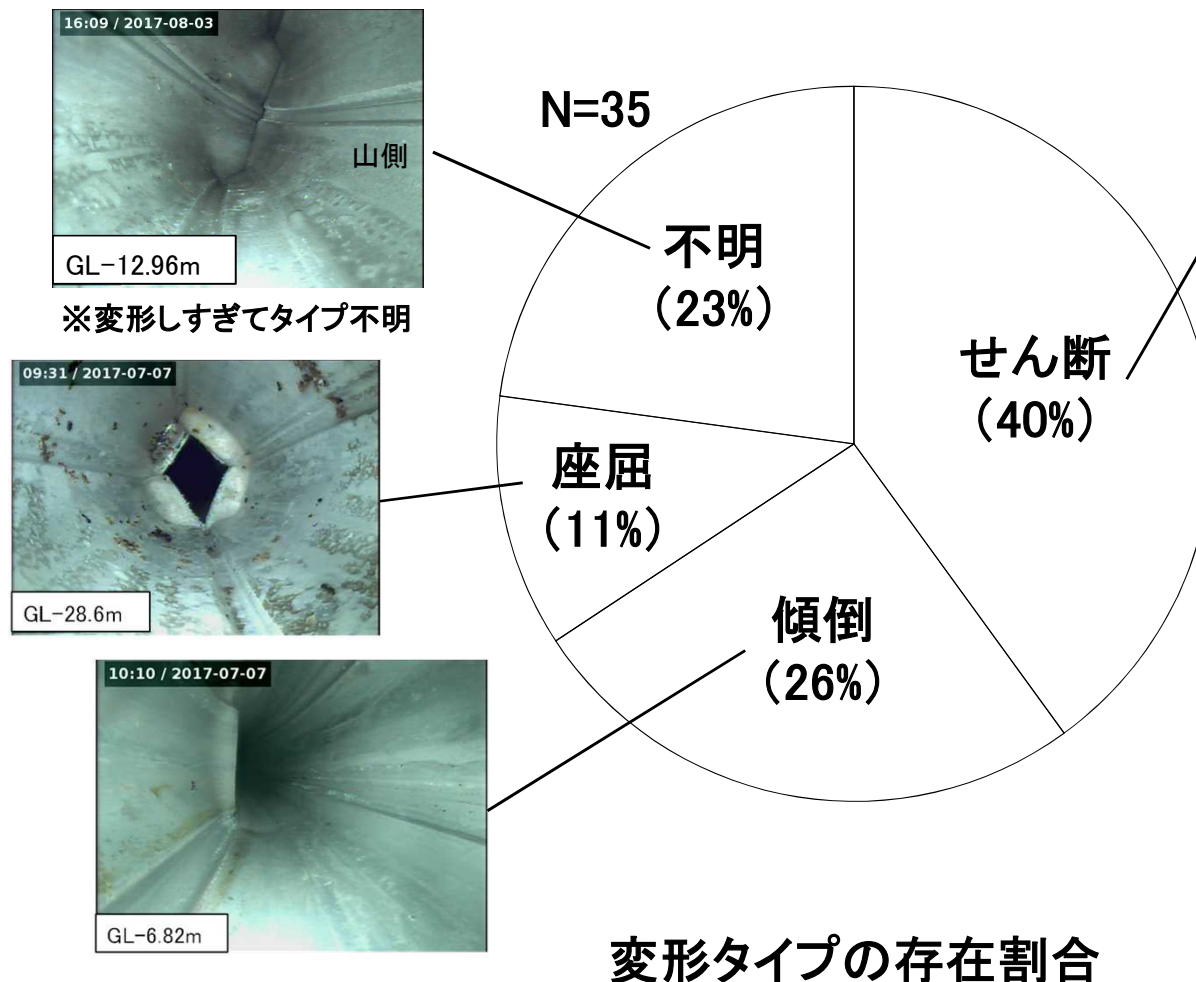 16:09 / 2017-08-03
山側
GL-12.96m
※変形しすぎてタイプ不明
09:31 / 2017-07-07
GL-28.6m
10:10 / 2017-07-07
GL-6.82m
N=35
不明
(23%)
せん断
(40%)
座屈
(11%)
傾倒
(26%)
変形タイプの存在割合